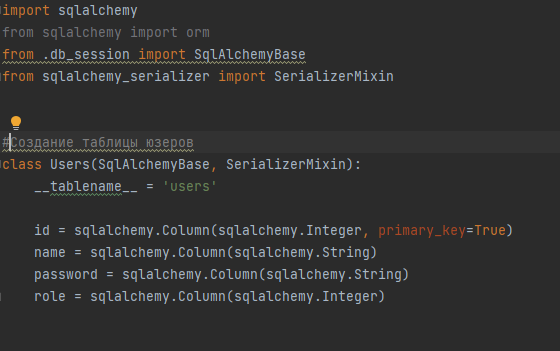 import sqlalchemy
from sqlalchemy import orm
from .db_session import SqlAlchemyBase
from sqlalchemy_serializer import SerializerMixin
#Создание таблицы юзеров
class Users(SqlAlchemyBase, SerializerMixin):
__tablename__ = 'users'
id = sqlalchemy.Column(sqlalchemy.Integer, primary_key=True)
name = sqlalchemy.Column(sqlalchemy.String)
password = sqlalchemy.Column(sqlalchemy.String)
role = sqlalchemy.Column(sqlalchemy.Integer)